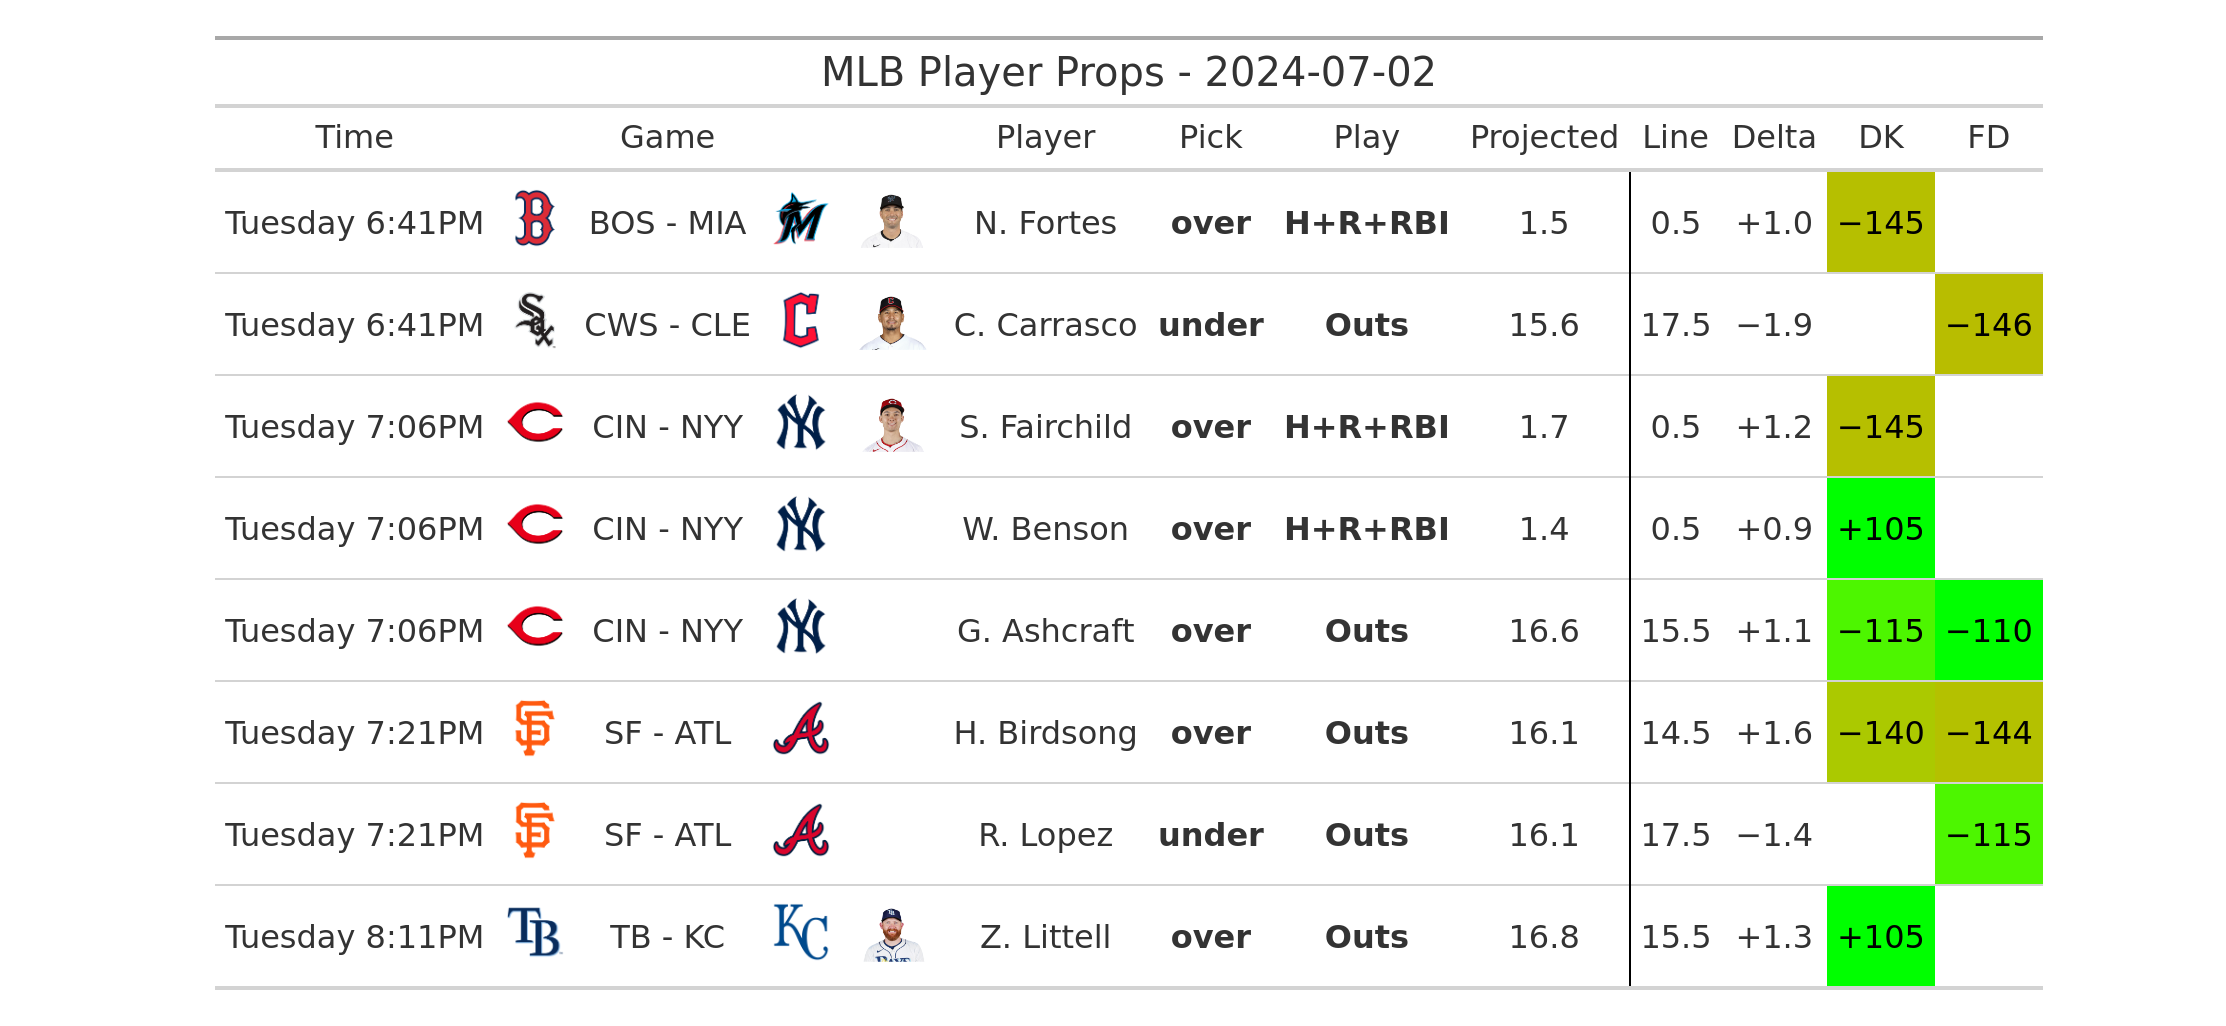 MLB Player Props - 2024-07-02
Time Game Player Pick Play Projected Line Delta DK FD
Tuesday 6:41PM BOS - MIA N. Fortes over H+R+RBI 1.5 0.5 +1.0 −145
Tuesday 6:41PM CWS - CLE C. Carrasco under Outs 15.6 17.5 −1.9 −146
Tuesday 7:06PM CIN - NYY S. Fairchild over H+R+RBI 1.7 0.5 +1.2 −145
Tuesday 7:06PM CIN - NYY W. Benson over H+R+RBI 1.4 0.5 +0.9 +105
Tuesday 7:06PM CIN - NYY G. Ashcraft over Outs 16.6 15.5 +1.1 −115 −110
Tuesday 7:21PM SF - ATL H. Birdsong over Outs 16.1 14.5 +1.6 −140 −144
Tuesday 7:21PM SF - ATL R. Lopez under Outs 16.1 17.5 −1.4 −115
Tuesday 8:11PM TB - KC Z. Littell over Outs 16.8 15.5 +1.3 +105